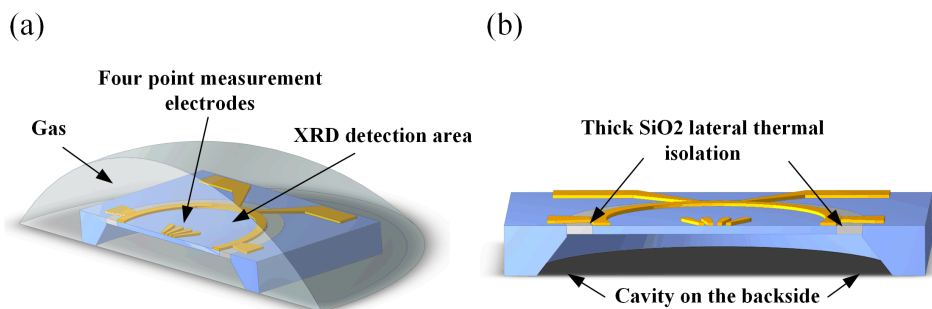 (a)
Four point measurement
electrodes
Gas
XRD detection area
(b)
Thick SiO2 lateral thermal
isolation
Cavity on the backside